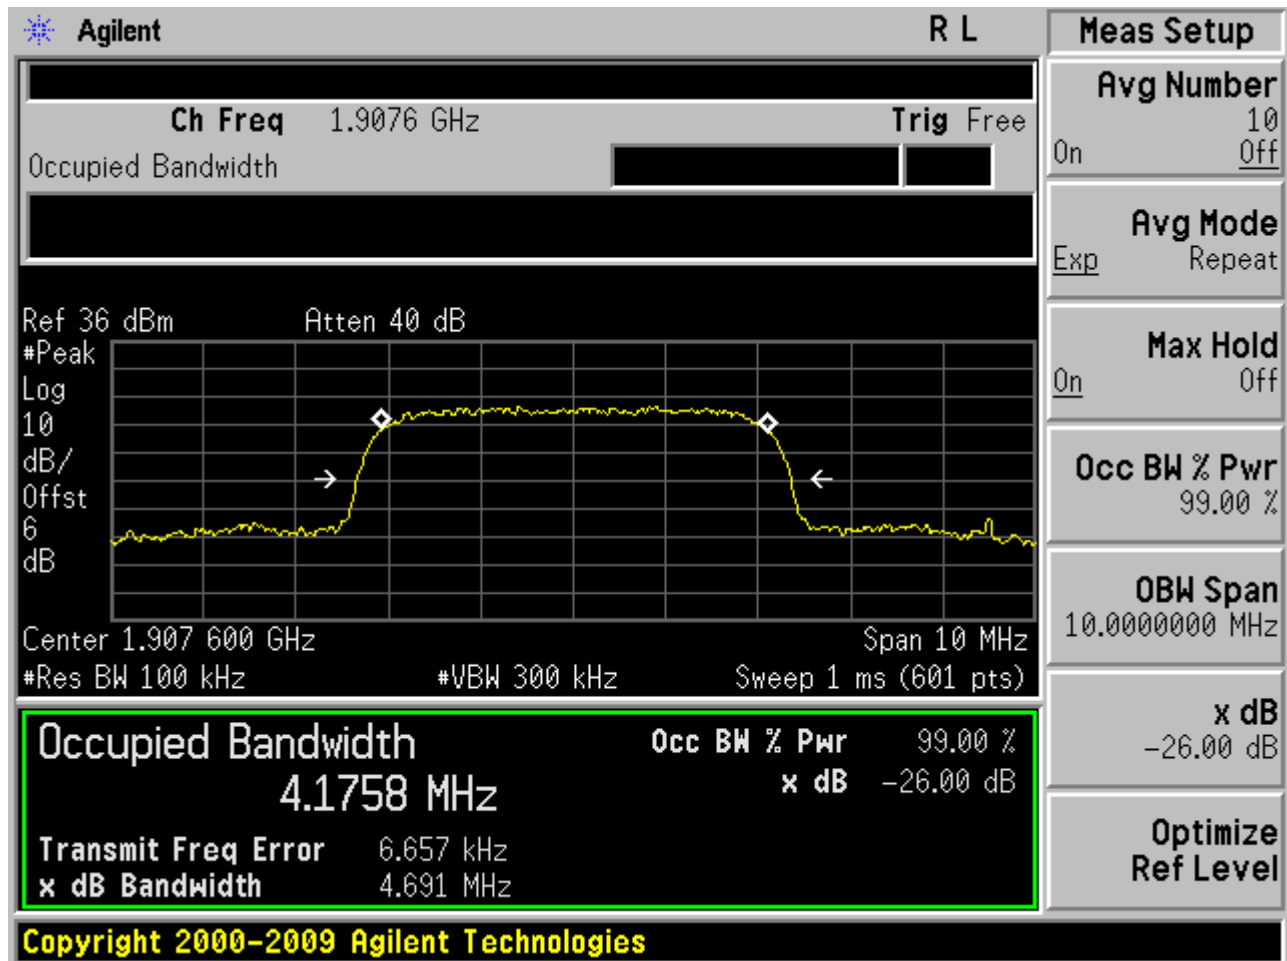 Agilent R L
Ch Freq 1.9076 GHz Trig Free
Occupied Bandwidth
Ref 36 dBm Atten 40 dB
#Peak
Log
10
dB/
Offst
6
dB
Center 1.907 600 GHz Span 10 MHz
#Res BW 100 kHz #VBW 300 kHz Sweep 1 ms (601 pts)
Occupied Bandwidth Occ BW % Pwr 99.00 %
4.1758 MHz x dB -26.00 dB
Transmit Freq Error 6.657 kHz
x dB Bandwidth 4.691 MHz
Copyright 2000-2009 Agilent Technologies
Meas Setup
Avg Number
10
On Off
Avg Mode
Exp Repeat
Max Hold
On Off
Occ BW % Pwr
99.00 %
OBW Span
10.0000000 MHz
x dB
-26.00 dB
Optimize
Ref Level